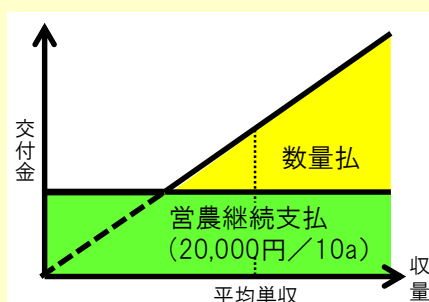 交付金
数量払
営農継続支払
(20,000円／10a)
平均単収
収量